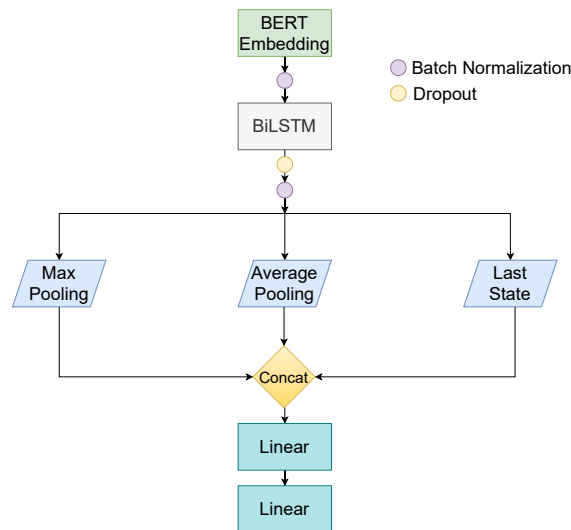 BERT
Embedding
Batch Normalization
Dropout
BiLSTM
Max
Pooling
Average
Pooling
Last
State
Concat
Linear
Linear